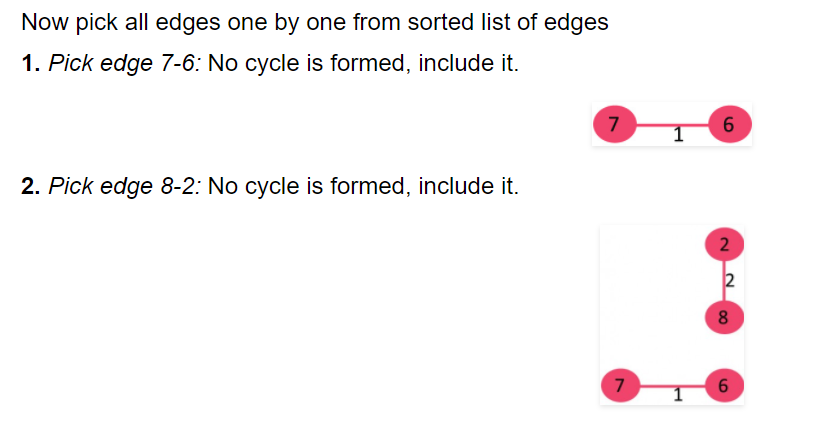 Now pick all edges one by one from sorted list of edges
1. Pick edge 7-6: No cycle is formed, include it.
7 1 6
2. Pick edge 8-2: No cycle is formed, include it.
2
2
8
7 1 6